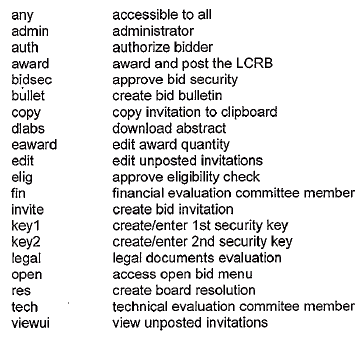 any accessible to all
admin administrator
auth authorize bidder
award award and post the LCRB
bidsec approve bid security
bullet create bid bulletin
copy copy invitation to clipboard
dlabs download abstract
eaward edit award quantity
edit edit unposted invitations
elig approve eligibility check
fin financial evaluation committee member
invite create bid invitation
key1 create/enter 1st security key
key2 create/enter 2nd security key
legal legal documents evaluation
open access open bid menu
res create board resolution
tech technical evaluation commitee member
viewui view unposted invitations